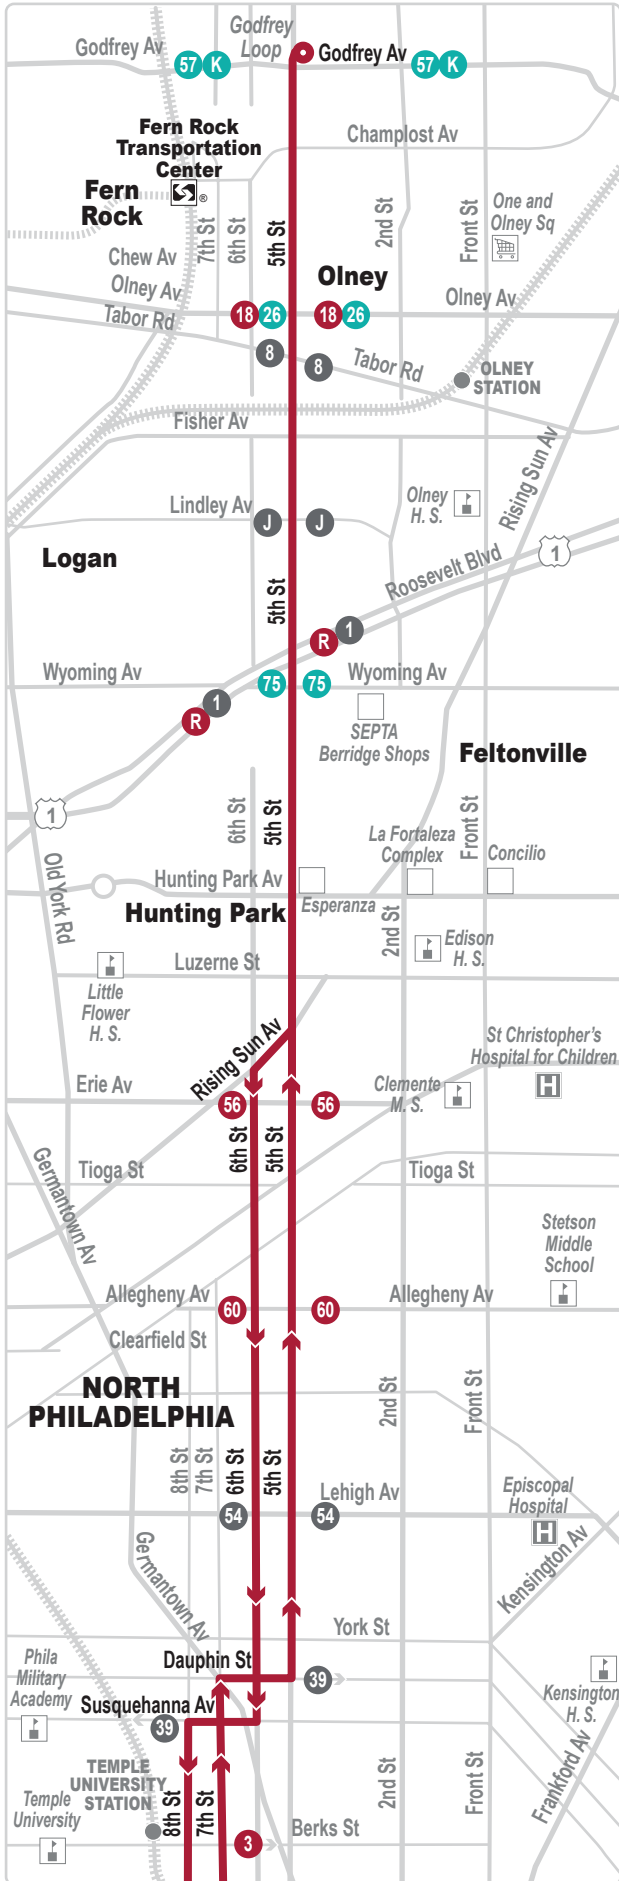 Godfrey
Loop
Godfrey Av
57 K
Godfrey Av
57 K
Champlost Av
Fern Rock
Transportation
Center
®
Fern
Rock
7th St
6th St
5th St
2nd St
Front St
One and
Olney Sq
Chew Av
Olney
Olney Av
18 26
18 26
Olney Av
Tabor Rd
8
8
Tabor Rd
OLNEY
STATION
Fisher Av
Rising Sun Av
Lindley Av
J
J
Olney
H. S.
Logan
5th St
Roosevelt Blvd
1
R 1
Wyoming Av
75
75
Wyoming Av
R 1
SEPTA
Berridge Shops
Feltonville
1
6th St
5th St
Front St
Old York Rd
La Fortaleza
Complex
Concilio
Hunting Park Av
Esperanza
Hunting Park
2nd St
Edison
H. S.
Luzerne St
Little
Flower
H. S.
Rising Sun Av
St Christopher's
Hospital for Children
Erie Av
56
56
Clemente
M. S.
6th St
5th St
Germantown Av
Tioga St
Tioga St
Stetson
Middle
School
Allegheny Av
60
60
Allegheny Av
Clearfield St
NORTH
PHILADELPHIA
2nd St
Front St
8th St
7th St
6th St
5th St
Lehigh Av
54
54
Episcopal
Hospital
Germantown Av
Kensington Av
York St
Phila
Military
Academy
Dauphin St
39
Susquehanna Av
39
Kensington
H. S.
TEMPLE
UNIVERSITY
STATION
8th St
7th St
2nd St
Front St
Frankford Av
Temple
University
3
Berks St